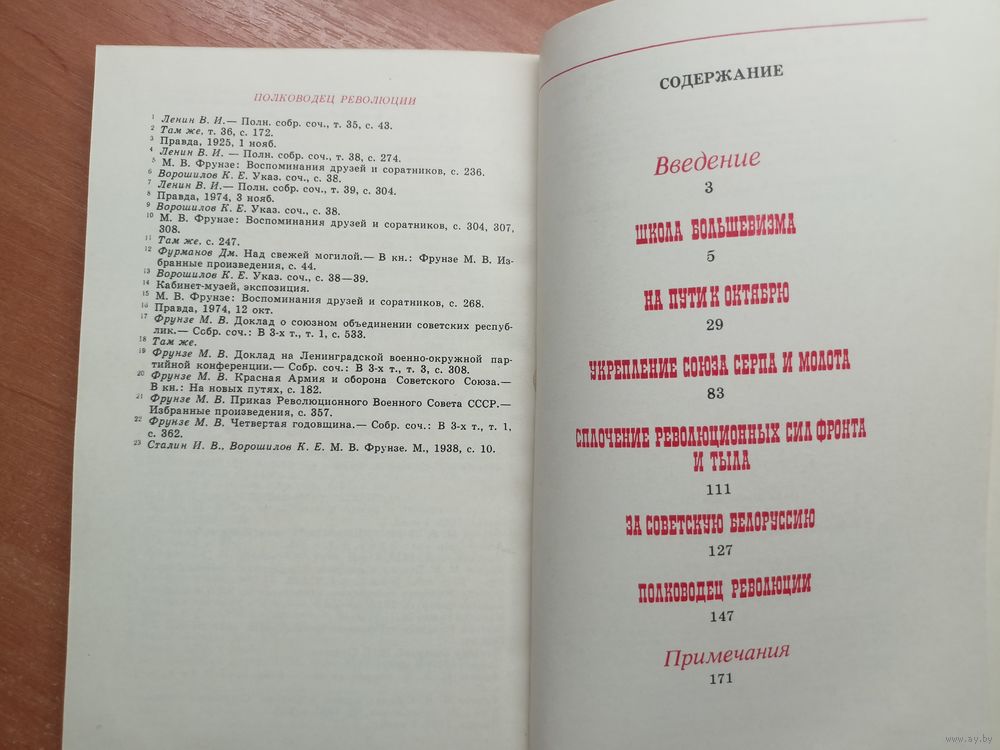 ПОЛКОВОДЕЦ РЕВОЛЮЦИИ
1 Ленин В. И.— Полн. собр. соч., т. 35, с. 43.
2 Там же, т. 36, с. 172.
3 Правда, 1925, 1 нояб.
4 Ленин В. И. — Полн. собр. соч., т. 38, с. 274.
5 М. В. Фрунзе: Воспоминания друзей и соратников, с. 236.
6 Ворошилов К. Е. Указ. соч., с. 38.
7 Ленин В. И.— Полн. собр. соч., т. 39, с. 304.
8 Правда, 1974, 3 нояб.
9 Ворошилов К. Е. Указ. соч., с. 38.
10 М. В. Фрунзе: Воспоминания друзей и соратников, с. 304, 307,
308.
11 Там же. с. 247.
12 Фурманов Дм. Над свежей могилой.— В кн.: Фрунзе М. В. Из-
бранные произведения, с. 44.
13 Ворошилов К. Е. Указ. соч., с. 38—39.
14 Кабинет-музей, экспозиция.
15 М. В. Фрунзе: Воспоминания друзей и соратников, с. 268.
16 Правда, 1974, 12 окт.
17 Фрунзе М. В. Доклад о союзном объединении советских респуб-
лик.— Собр. соч.: В 3-х т., т. 1, с. 533.
18 Там же.
19 Фрунзе М. В. Доклад на Ленинградской военно-окружной пар-
тийной конференции.— Собр. соч.: В 3-х т., т. 3, с. 308.
20 Фрунзе М. В. Красная Армия и оборона Советского Союза.—
В кн.: На новых путях, с. 182.
21 Фрунзе М. В. Приказ Революционного Военного Совета СССР.—
Избранные произведения, с. 357.
22 Фрунзе М. В. Четвертая годовщина.— Собр. соч.: В 3-х т., т. 1,
с. 362.
23 Сталин И. В., Ворошилов К. Е. М. В. Фрунзе. М., 1938, с. 10.
СОДЕРЖАНИЕ
Введение
3
ШКОЛА БОЛЬШЕВИЗМА
5
НА ПУТИ К ОКТЯБРЮ
29
УКРЕПЛЕНИЕ СОЮЗА СЕРПА И МОЛОТА
83
СПЛОЧЕНИЕ РЕВОЛЮЦИОННЫХ СИЛ ФРОНТА
И ТЫЛА
111
ЗА СОВЕТСКУЮ БЕЛОРУССИЮ
127
ПОЛКОВОДЕЦ РЕВОЛЮЦИИ
147
Примечания
171
www.ay.by